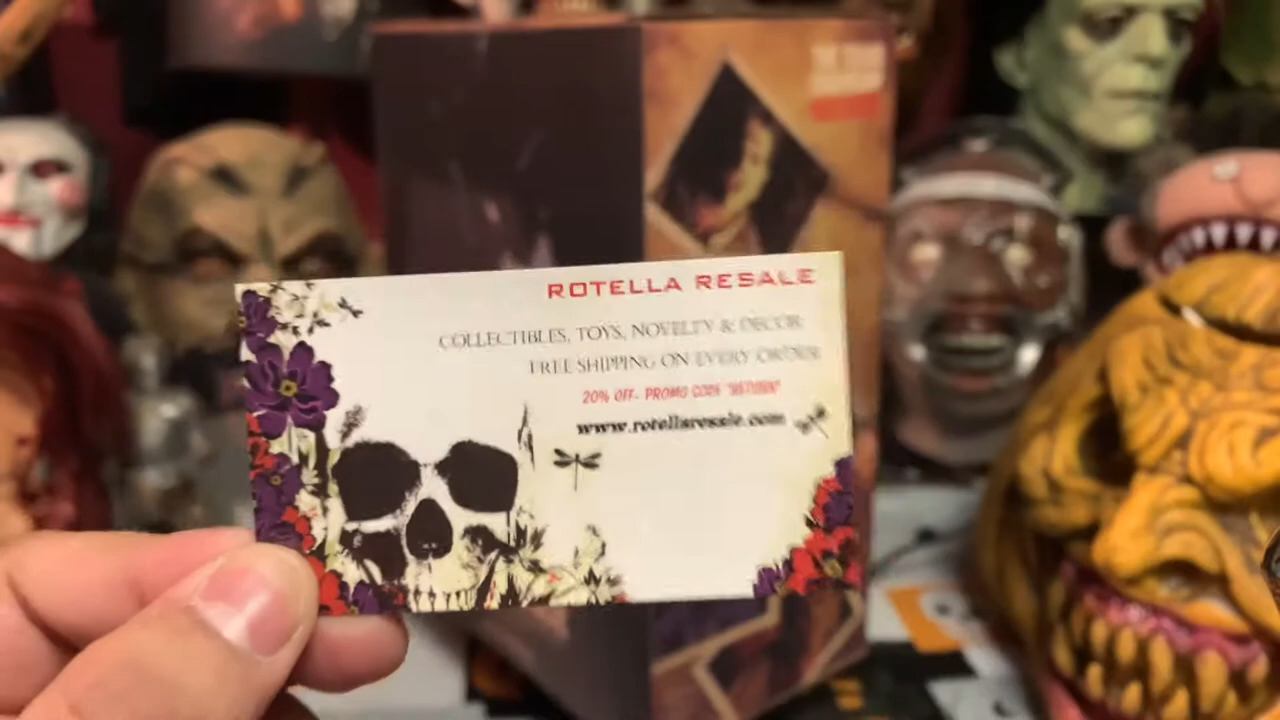 ROTELLA RESALE
COLLECTIBLES, TOYS, NOVELTY & DECOR
FREE SHIPPING ON EVERY ORDER
20% OFF- PROMO CODE "RETURN"
www.rotellaresale.com